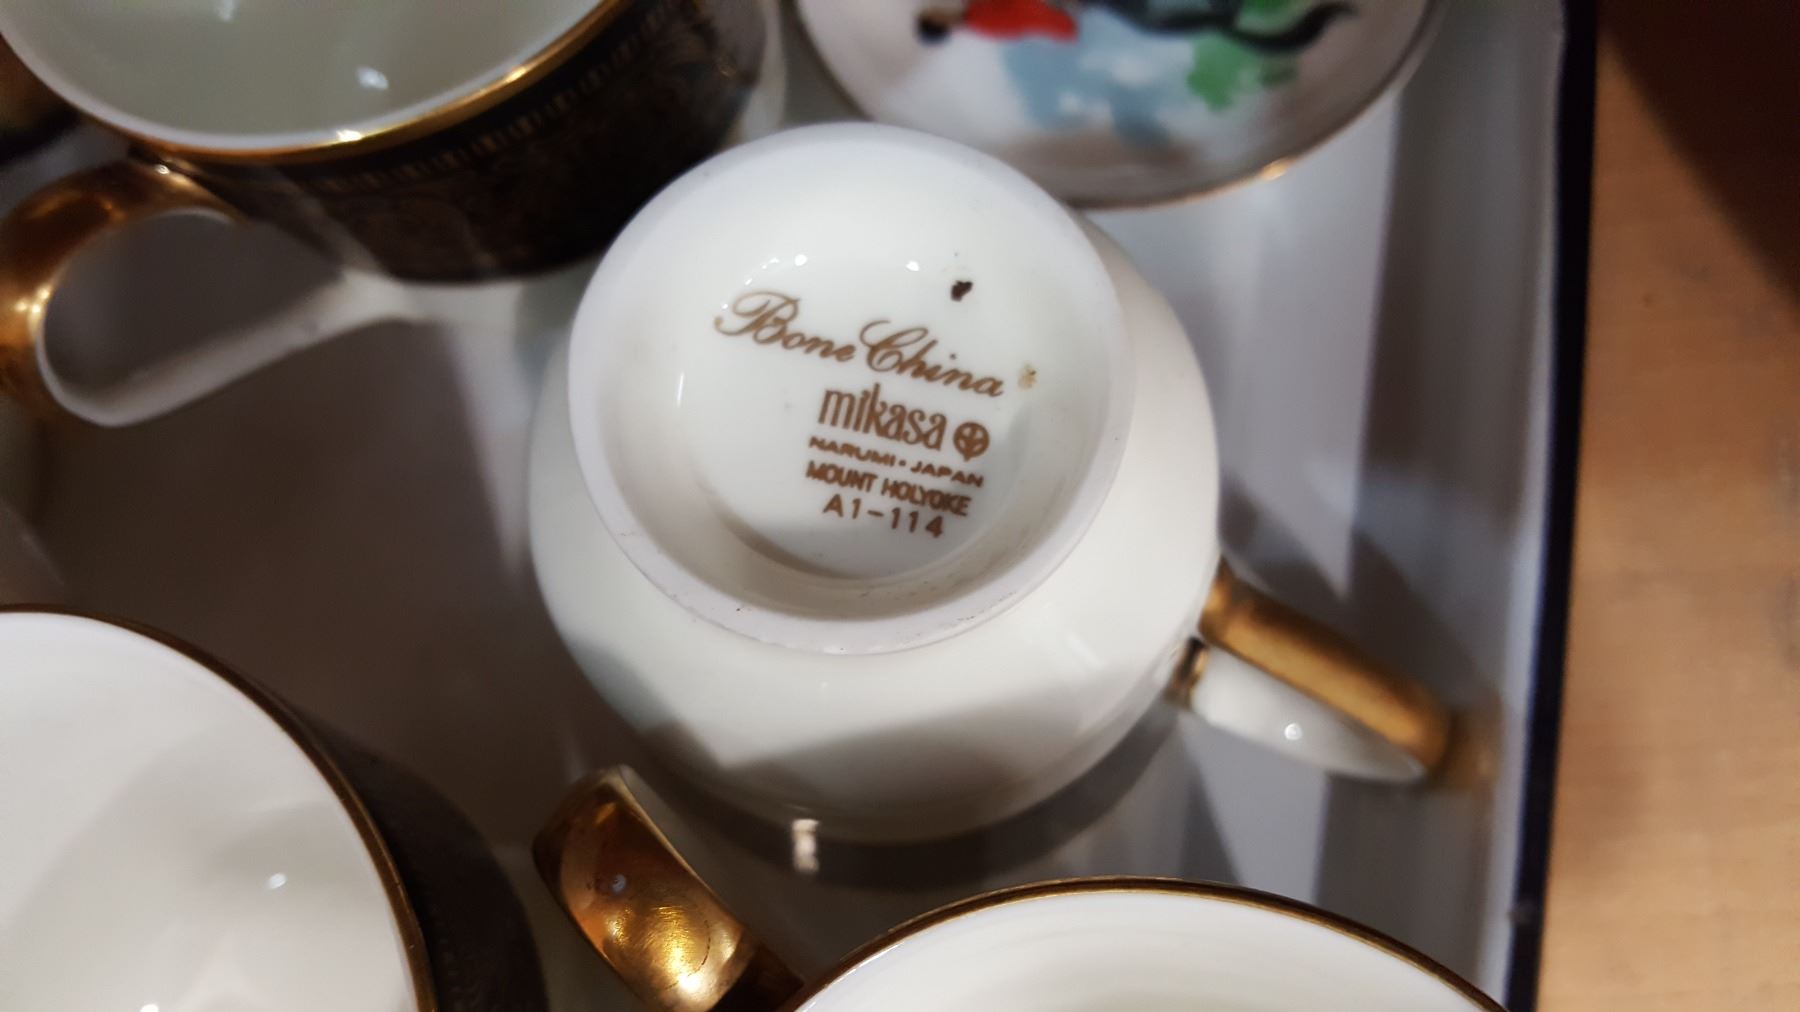 Bone China
mikasa
NARUMI • JAPAN
MOUNT HOLYOKE
A1-114